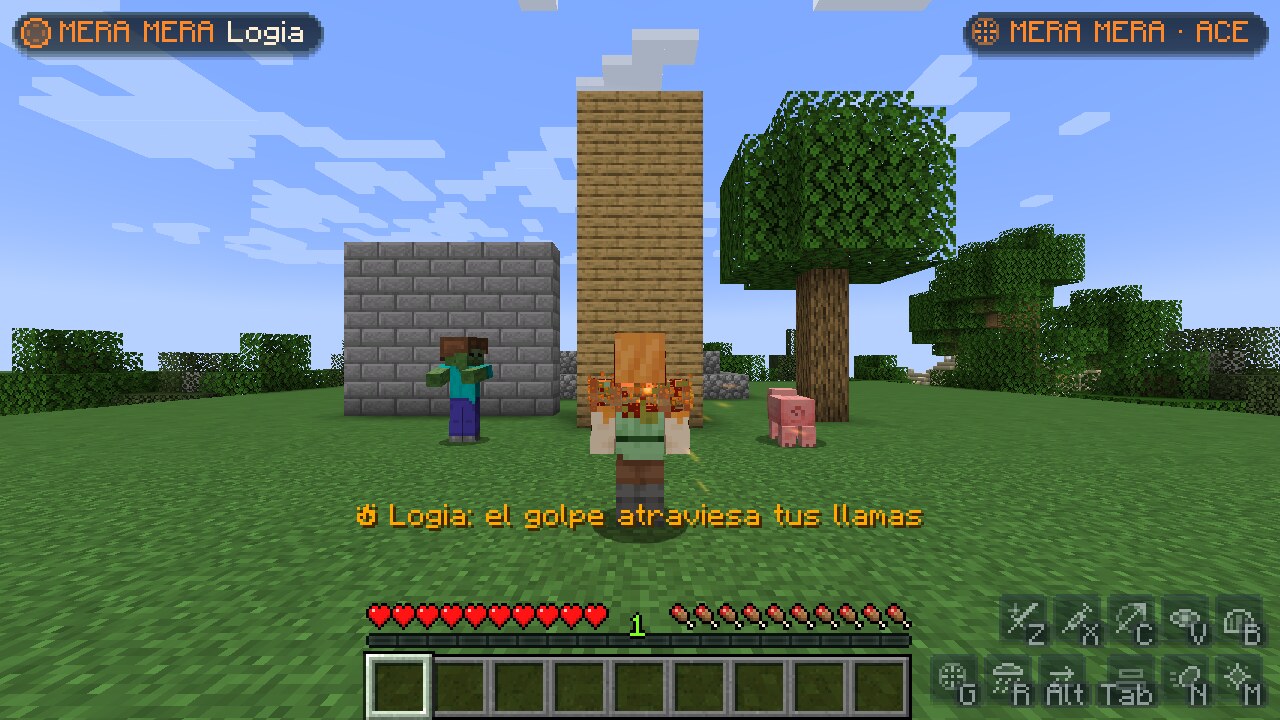 MERA MERA Logia
MERA MERA · ACE
Logia: el golpe atraviesa tus llamas
1
Z X C V B
G R Alt Tab N M